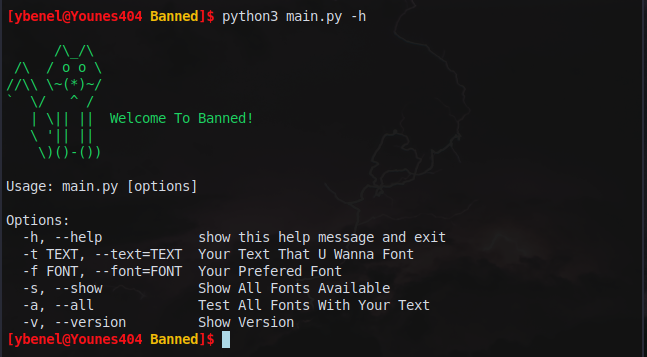 [ybenel@Younes404 Banned]$ python3 main.py -h
      /\_/\
 /\  / o o \
//\\ \~(*)~/
`  \/   ^ /
   | \|| ||  Welcome To Banned!
   \ '|| ||
    \)()-())
Usage: main.py [options]
Options:
  -h, --help            show this help message and exit
  -t TEXT, --text=TEXT  Your Text That U Wanna Font
  -f FONT, --font=FONT  Your Prefered Font
  -s, --show            Show All Fonts Available
  -a, --all             Test All Fonts With Your Text
  -v, --version         Show Version
[ybenel@Younes404 Banned]$